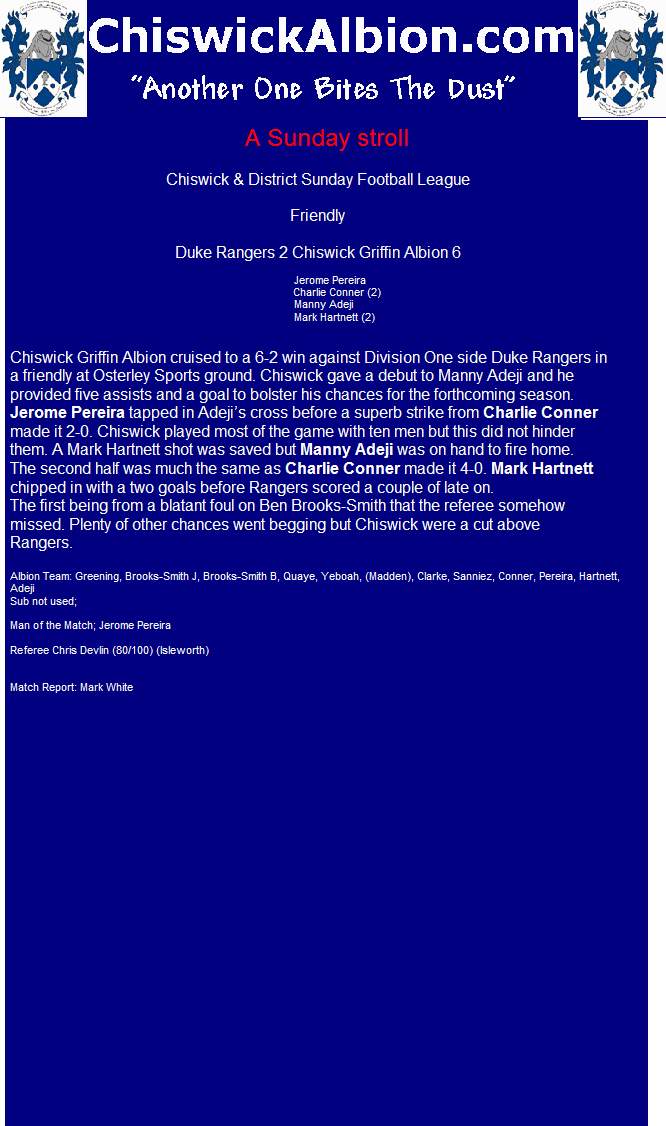 ChiswickAlbion.com
"Another One Bites The Dust"
A Sunday stroll
Chiswick & District Sunday Football League
Friendly
Duke Rangers 2 Chiswick Griffin Albion 6
Jerome Pereira
Charlie Conner (2)
Manny Adeji
Mark Hartnett (2)
Chiswick Griffin Albion cruised to a 6-2 win against Division One side Duke Rangers in
a friendly at Osterley Sports ground. Chiswick gave a debut to Manny Adeji and he
provided five assists and a goal to bolster his chances for the forthcoming season.
Jerome Pereira tapped in Adeji's cross before a superb strike from Charlie Conner
made it 2-0. Chiswick played most of the game with ten men but this did not hinder
them. A Mark Hartnett shot was saved but Manny Adeji was on hand to fire home.
The second half was much the same as Charlie Conner made it 4-0. Mark Hartnett
chipped in with a two goals before Rangers scored a couple of late on.
The first being from a blatant foul on Ben Brooks-Smith that the referee somehow
missed. Plenty of other chances went begging but Chiswick were a cut above
Rangers.
Albion Team: Greening, Brooks-Smith J, Brooks-Smith B, Quaye, Yeboah, (Madden), Clarke, Sanniez, Conner, Pereira, Hartnett,
Adeji
Sub not used;
Man of the Match; Jerome Pereira
Referee Chris Devlin (80/100) (Isleworth)
Match Report: Mark White